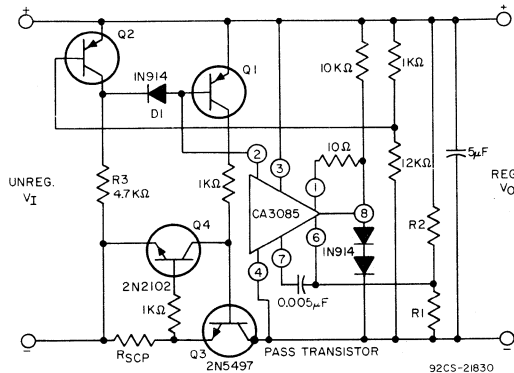 +
+
Q2
Q1
1N914
D1
10KΩ
1KΩ
10Ω
12KΩ
5µF
2
3
1
UNREG.
VI
REG
VO
R3
4.7KΩ
1KΩ
CA3085
8
6
7
4
1N914
R2
Q4
2N2102
0.005µF
1KΩ
R1
RSCP
Q3
2N5497
PASS TRANSISTOR
–
–
92CS-21830